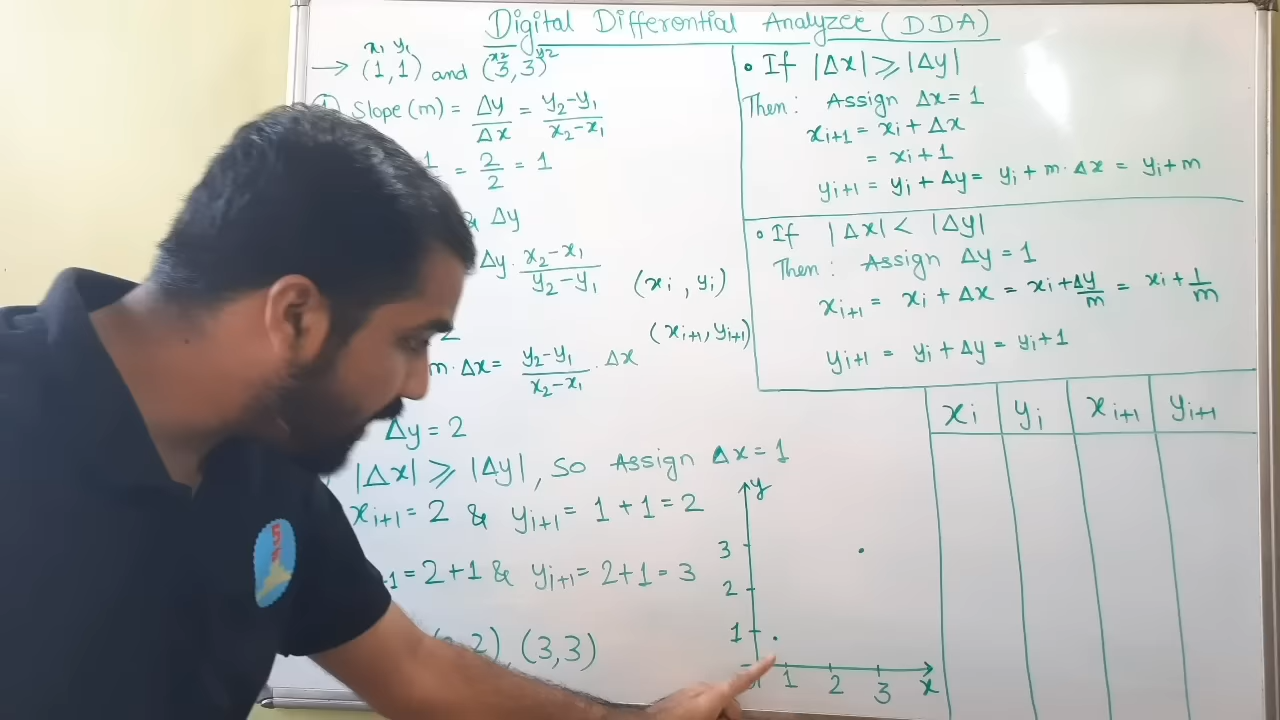 Digital Differential Analyzer (DDA)
x1 y1 x2 y2
→ (1,1) and (3,3)
Slope (m) = Δy/Δx = y2-y1/x2-x1
= 2/2 = 1
& Δy
Δy · x2-x1/y2-y1
(xi, yi)
(xi+1, yi+1)
m·Δx = y2-y1/x2-x1 · Δx
Δy = 2
|Δx| ⩾ |Δy|, So Assign Δx = 1
xi+1 = 2 & yi+1 = 1+1 = 2
= 2+1 & yi+1 = 2+1 = 3
(3,3)
• If |Δx| ⩾ |Δy|
Then: Assign Δx = 1
xi+1 = xi + Δx
= xi + 1
yi+1 = yi + Δy = yi + m·Δx = yi + m
• If |Δx| < |Δy|
Then: Assign Δy = 1
xi+1 = xi + Δx = xi + Δy/m = xi + 1/m
yi+1 = yi + Δy = yi + 1
xi yi xi+1 yi+1
y
3
2
1
1 2 3 x